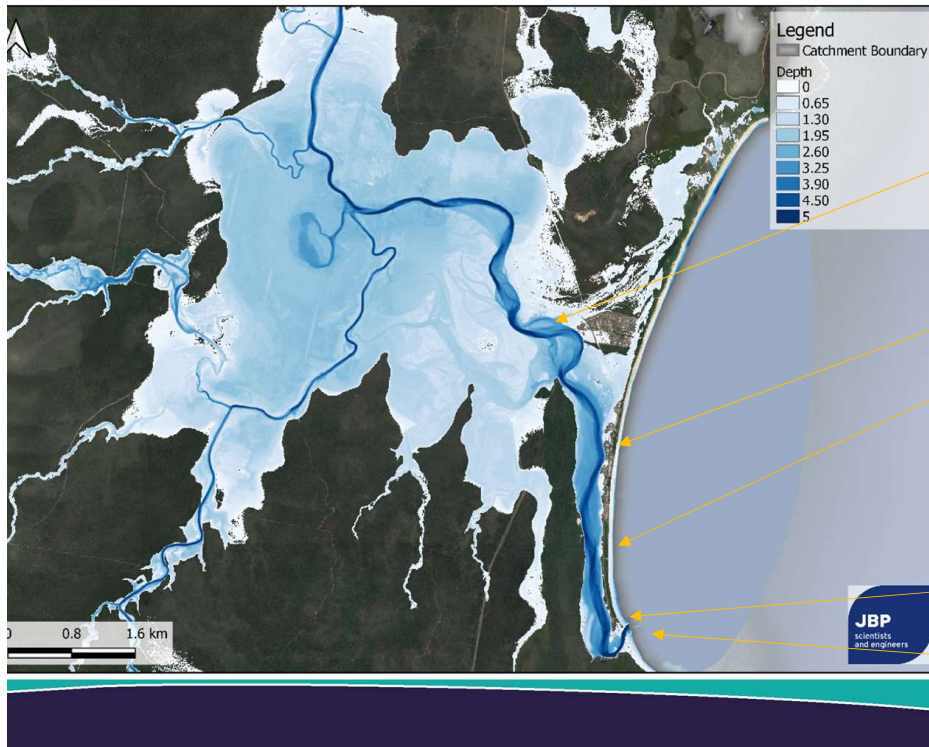 Legend
Catchment Boundary
Depth
0
0.65
1.30
1.95
2.60
3.25
3.90
4.50
5
0 0.8 1.6 km
JBP
scientists
and engineers